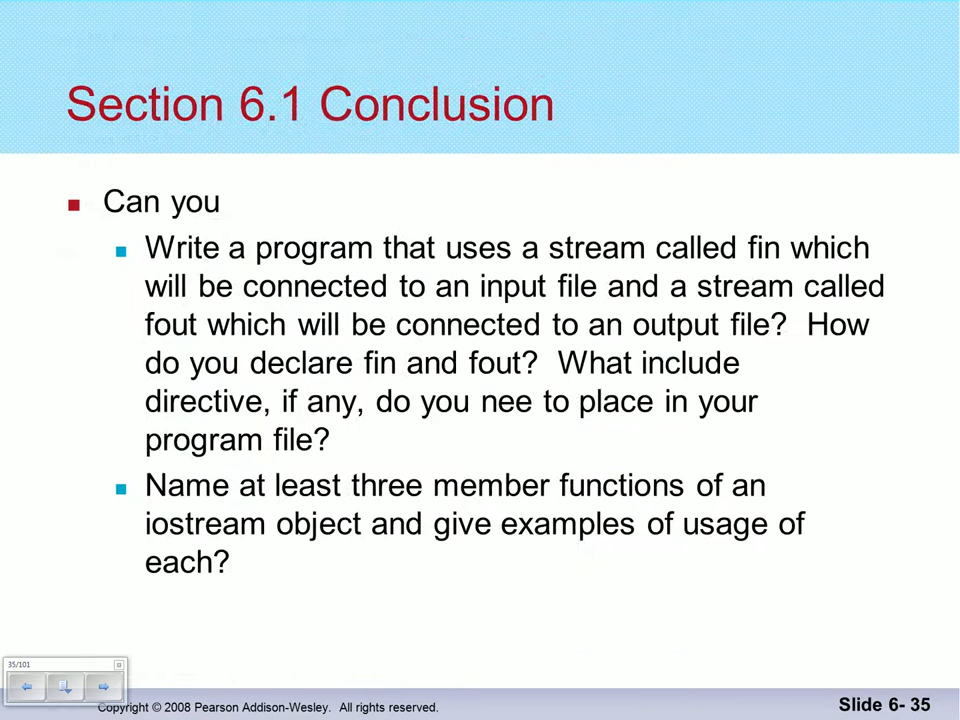 Section 6.1 Conclusion
Can you
Write a program that uses a stream called fin which
will be connected to an input file and a stream called
fout which will be connected to an output file? How
do you declare fin and fout? What include
directive, if any, do you nee to place in your
program file?
Name at least three member functions of an
iostream object and give examples of usage of
each?
35/101
Copyright © 2008 Pearson Addison-Wesley. All rights reserved.
Slide 6- 35